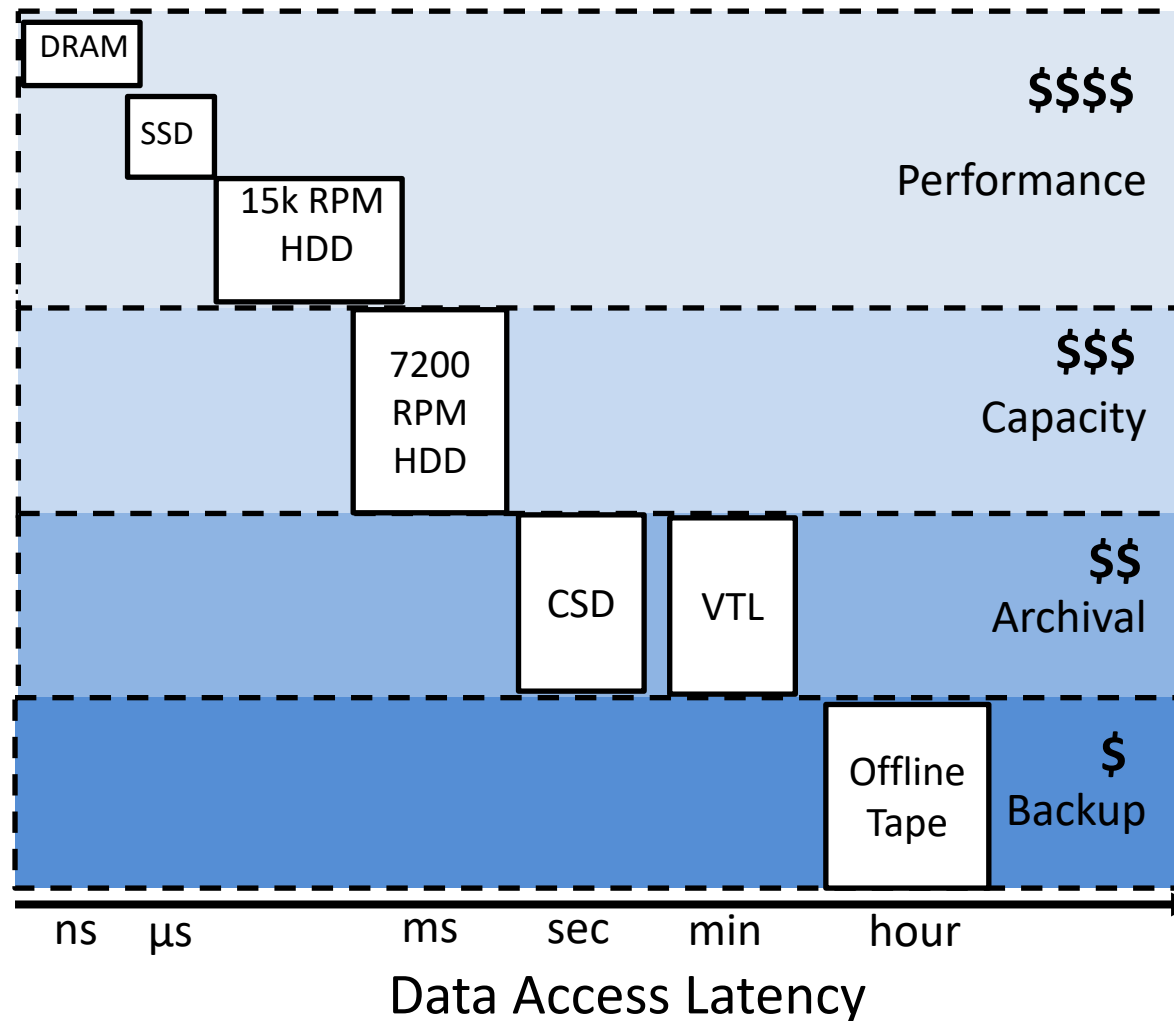 DRAM
$$$$
SSD
Performance
15k RPM
HDD
$$$
7200
Capacity
RPM
HDD
$$
CSD
VTL
Archival
$
Offline
Backup
Tape
ns
µs
ms
sec
min
hour
Data Access Latency